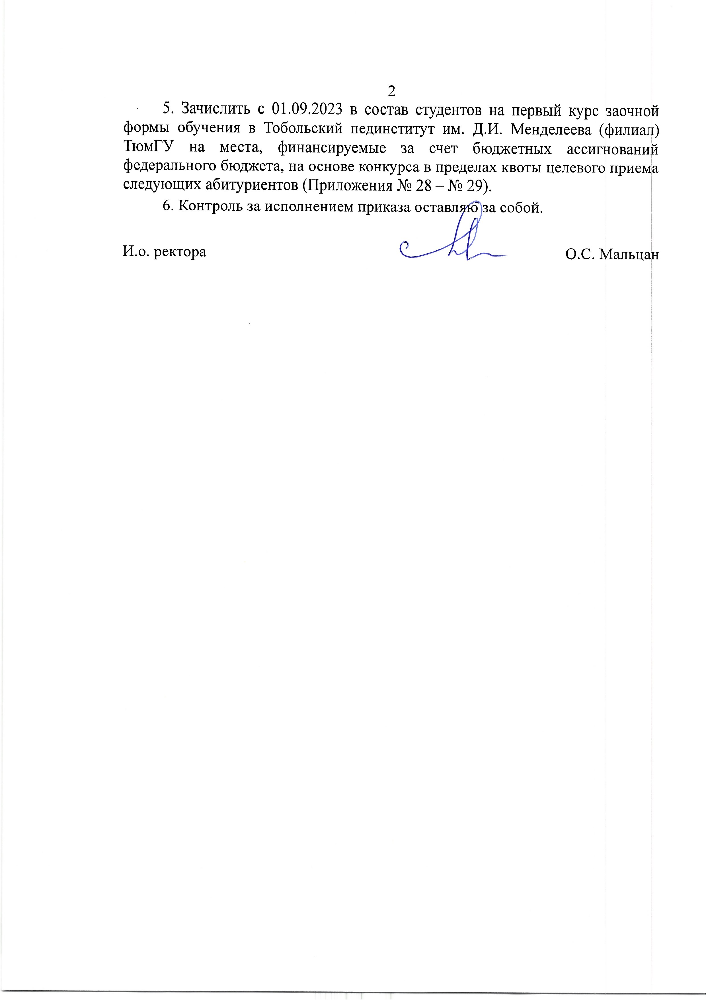 2
5. Зачислить с 01.09.2023 в состав студентов на первый курс заочной
формы обучения в Тобольский пединститут им. Д.И. Менделеева (филиал)
ТюмГУ на места, финансируемые за счет бюджетных ассигнований
федерального бюджета, на основе конкурса в пределах квоты целевого приема
следующих абитуриентов (Приложения № 28 – № 29).
6. Контроль за исполнением приказа оставляю за собой.
И.о. ректора О.С. Мальцан